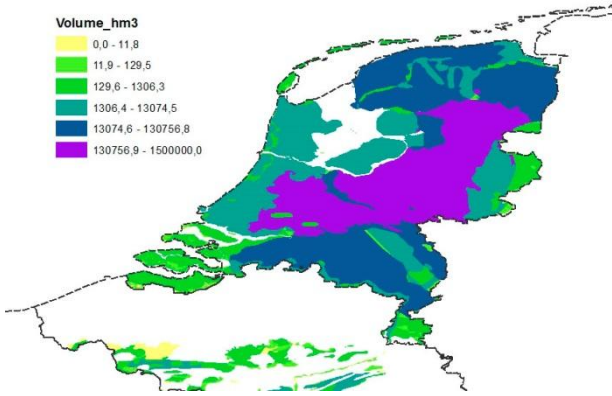 Volume_hm3
0,0 - 11,8
11,9 - 129,5
129,6 - 1306,3
1306,4 - 13074,5
13074,6 - 130756,8
130756,9 - 1500000,0